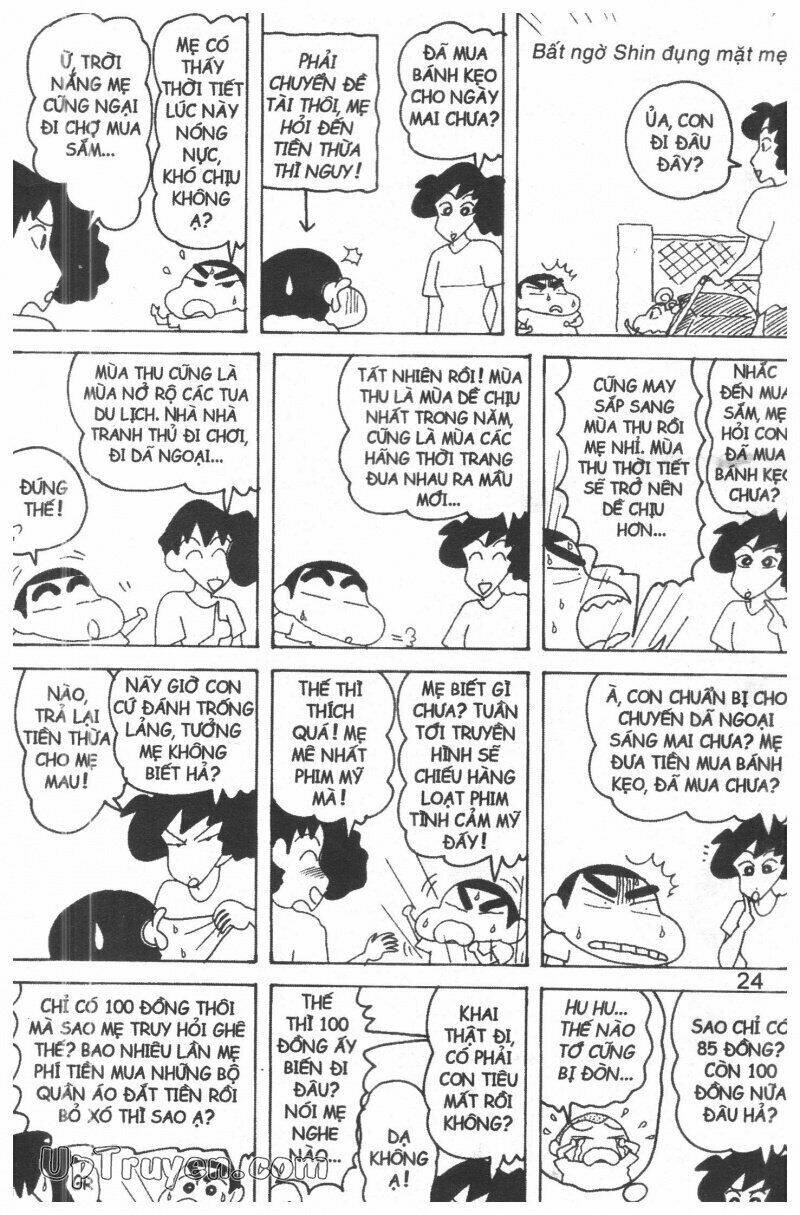 Bất ngờ Shin đụng mặt mẹ
ỦA, CON
ĐI ĐÂU
ĐÂY?
ĐÃ MUA
BÁNH KẸO
CHO NGÀY
MAI CHƯA?
PHẢI
CHUYỂN ĐỀ
TÀI THÔI, MẸ
HỎI ĐẾN
TIỀN THỪA
THÌ NGUY!
MẸ CÓ
THẤY
THỜI TIẾT
LÚC NÀY
NÓNG
NỰC,
KHÓ CHỊU
KHÔNG
Ạ?
Ừ, TRỜI
NẮNG MẸ
CŨNG NGẠI
ĐI CHỢ MUA
SẮM...
NHẮC
ĐẾN MUA
SẮM, MẸ
HỎI CON
ĐÃ MUA
BÁNH KẸO
CHƯA?
CŨNG MAY
SẮP SANG
MÙA THU RỒI
MẸ NHỈ. MÙA
THU THỜI TIẾT
SẼ TRỞ NÊN
DỄ CHỊU
HƠN...
TẤT NHIÊN RỒI! MÙA
THU LÀ MÙA DỄ CHỊU
NHẤT TRONG NĂM,
CŨNG LÀ MÙA CÁC
HÃNG THỜI TRANG
ĐUA NHAU RA MẪU
MỚI...
MÙA THU CŨNG LÀ
MÙA NỞ RỘ CÁC TUA
DU LỊCH. NHÀ NHÀ
TRANH THỦ ĐI CHƠI,
ĐI DÃ NGOẠI...
ĐÚNG
THẾ!
À, CON CHUẨN BỊ CHO
CHUYẾN DÃ NGOẠI
SÁNG MAI CHƯA? MẸ
ĐƯA TIỀN MUA BÁNH
KẸO, ĐÃ MUA CHƯA?
MẸ BIẾT GÌ
CHƯA? TUẦN
TỚI TRUYỀN
HÌNH SẼ
CHIẾU HÀNG
LOẠT PHIM
TÌNH CẢM MỸ
ĐẤY!
THẾ THÌ
THÍCH
QUÁ! MẸ
MÊ NHẤT
PHIM MỸ
MÀ!
NÃY GIỜ CON
CỨ ĐÁNH TRỐNG
LẢNG, TƯỞNG
MẸ KHÔNG
BIẾT HẢ?
NÀO,
TRẢ LẠI
TIỀN THỪA
CHO MẸ
MAU!
24
SAO CHỈ CÓ
85 ĐỒNG?
CÒN 100
ĐỒNG NỮA
ĐÂU HẢ?
HU HU...
THẾ NÀO
TỚ CŨNG
BỊ ĐÒN...
KHAI
THẬT ĐI,
CÓ PHẢI
CON TIÊU
MẤT RỒI
KHÔNG?
DẠ
KHÔNG
Ạ!
THẾ
THÌ 100
ĐỒNG ẤY
BIẾN ĐI
ĐÂU?
NÓI MẸ
NGHE
NÀO...
CHỈ CÓ 100 ĐỒNG THÔI
MÀ SAO MẸ TRUY HỎI GHÊ
THẾ? BAO NHIÊU LẦN MẸ
PHÍ TIỀN MUA NHỮNG BỘ
QUẦN ÁO ĐẮT TIỀN RỒI
BỎ XÓ THÌ SAO Ạ?
GR
UpTruyen.com